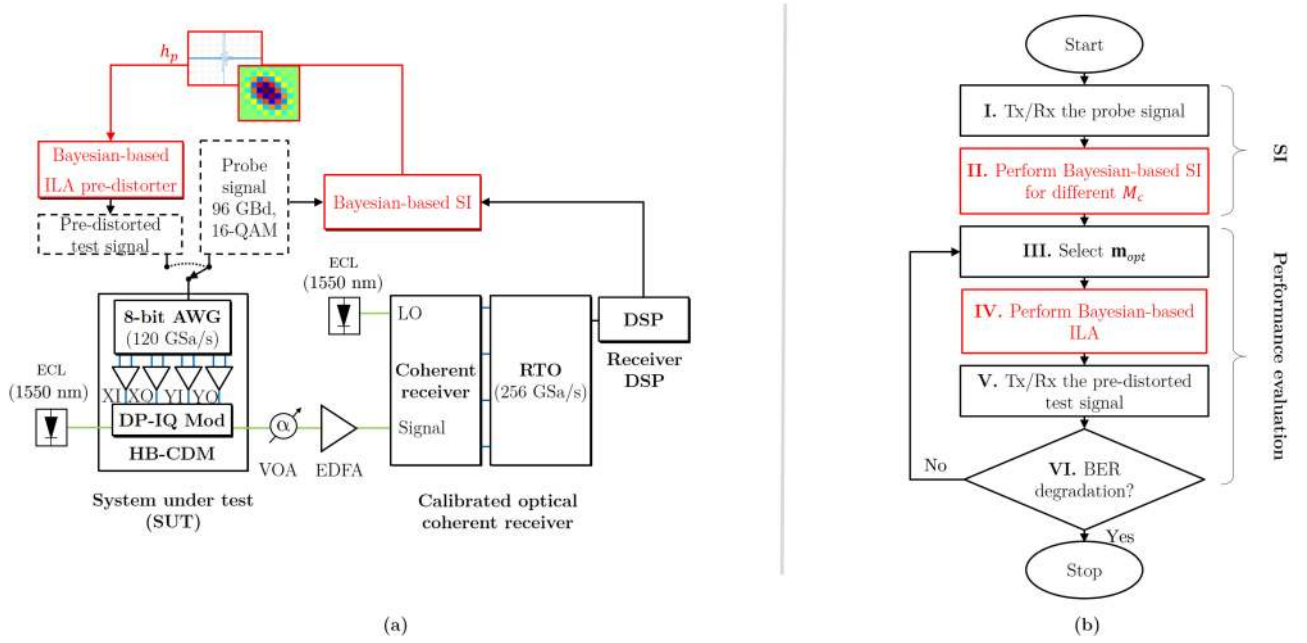 h_p
Bayesian-based
ILA pre-distorter
Pre-distorted
test signal
Probe
signal
96 GBd,
16-QAM
Bayesian-based SI
ECL
(1550 nm)
8-bit AWG
(120 GSa/s)
XI XQ YI YQ
DP-IQ Mod
HB-CDM
ECL
(1550 nm)
α
VOA
EDFA
LO
Coherent
receiver
Signal
RTO
(256 GSa/s)
DSP
Receiver
DSP
System under test
(SUT)
Calibrated optical
coherent receiver
(a)
Start
I. Tx/Rx the probe signal
II. Perform Bayesian-based SI
for different M_c
SI
III. Select m_opt
IV. Perform Bayesian-based
ILA
V. Tx/Rx the pre-distorted
test signal
VI. BER
degradation?
No
Yes
Stop
Performance evaluation
(b)